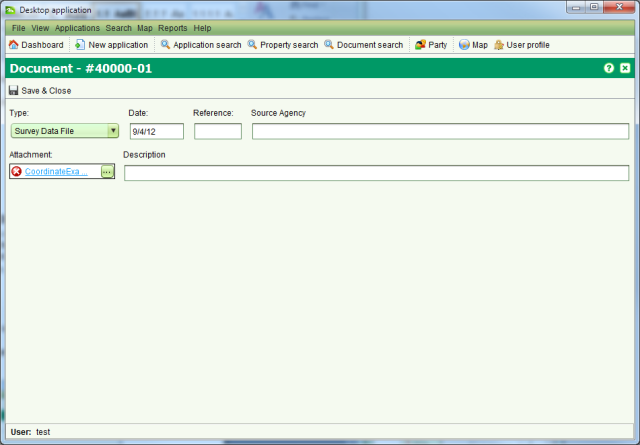 Desktop application
File View Applications Search Map Reports Help
Dashboard New application Application search Property search Document search Party Map User profile
Document - #40000-01
Save & Close
Type: Date: Reference: Source Agency
Survey Data File 9/4/12
Attachment: Description
CoordinateExa ... ...
User: test